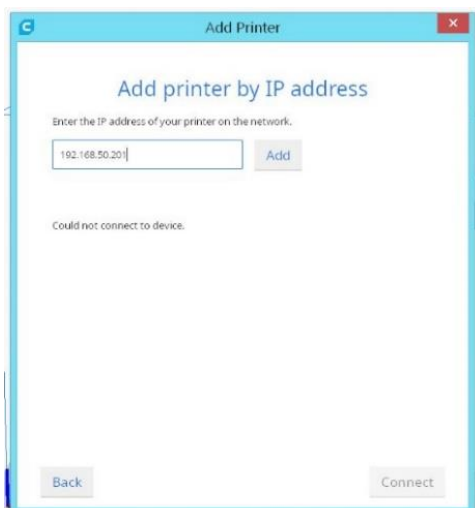 Add Printer
Add printer by IP address
Enter the IP address of your printer on the network.
192.168.50.201
Add
Could not connect to device.
Back
Connect